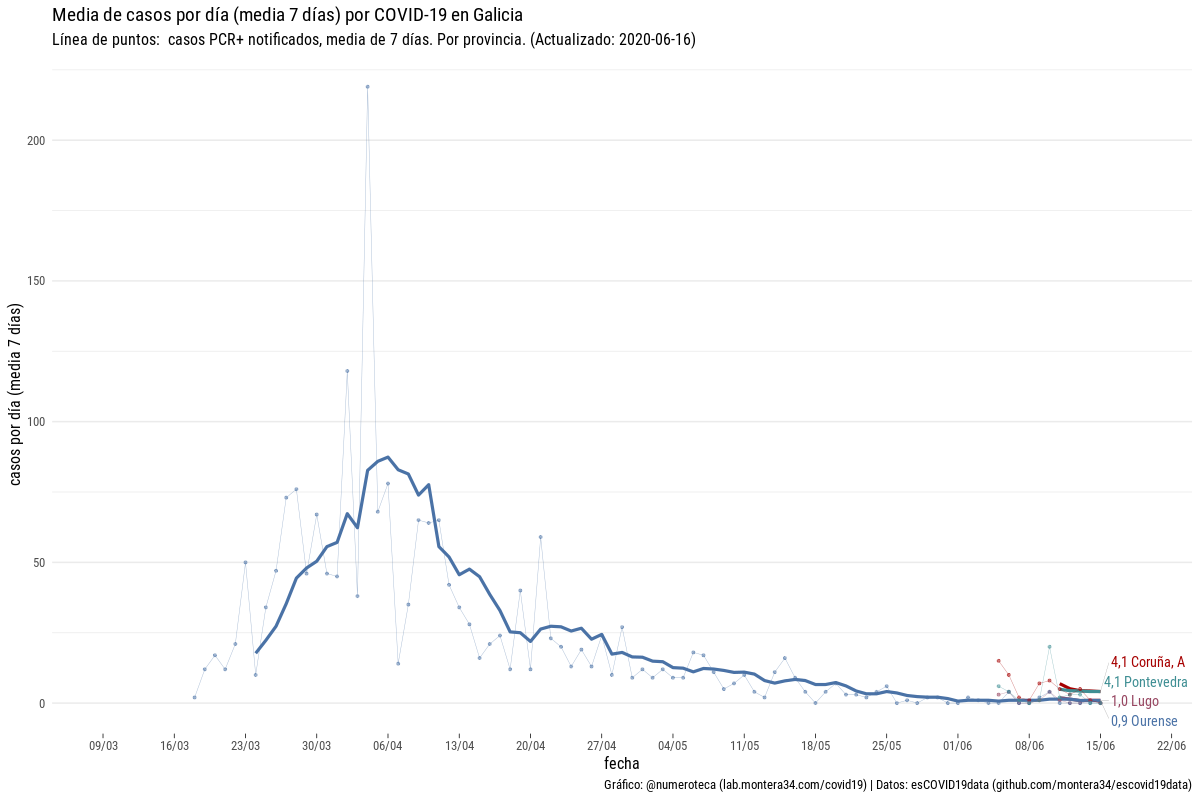 Media de casos por día (media 7 días) por COVID-19 en Galicia
Línea de puntos:  casos PCR+ notificados, media de 7 días. Por provincia. (Actualizado: 2020-06-16)
casos por día (media 7 días)
200
150
100
50
0
4,1 Coruña, A
4,1 Pontevedra
1,0 Lugo
0,9 Ourense
09/03 16/03 23/03 30/03 06/04 13/04 20/04 27/04 04/05 11/05 18/05 25/05 01/06 08/06 15/06 22/06
fecha
Gráfico: @numeroteca (lab.montera34.com/covid19) | Datos: esCOVID19data (github.com/montera34/escovid19data)